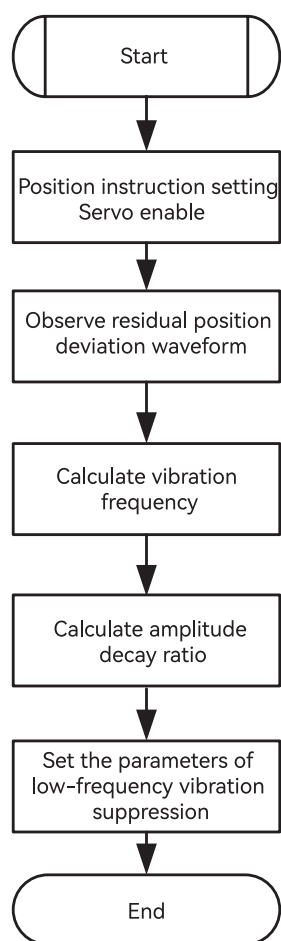 Start
Position instruction setting
Servo enable
Observe residual position
deviation waveform
Calculate vibration
frequency
Calculate amplitude
decay ratio
Set the parameters of
low-frequency vibration
suppression
End